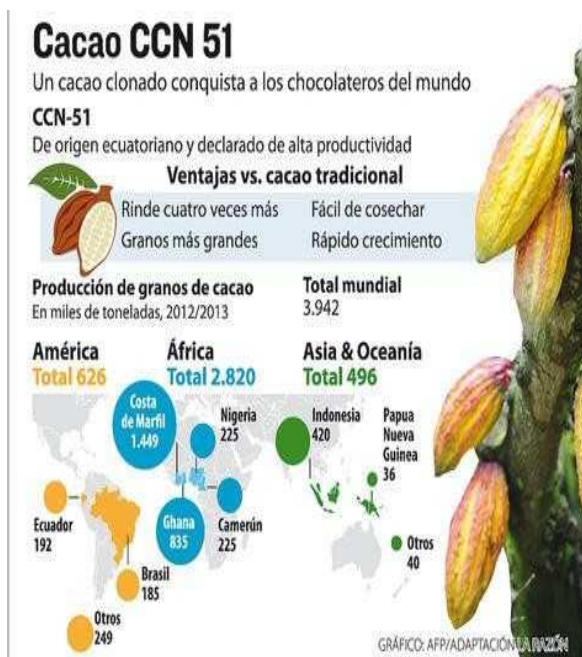 Cacao CCN 51
Un cacao clonado conquista a los chocolateros del mundo
CCN-51
De origen ecuatoriano y declarado de alta productividad
Ventajas vs. cacao tradicional
Rinde cuatro veces más
Fácil de cosechar
Granos más grandes
Rápido crecimiento
Producción de granos de cacao
En miles de toneladas, 2012/2013
Total mundial
3.942
América
Total 626
África
Total 2.820
Asia & Oceanía
Total 496
Costa
de Marfil
1.449
Nigeria
225
Ghana
835
Camerún
225
Ecuador
192
Brasil
185
Otros
249
Indonesia
420
Papua
Nueva
Guinea
36
Otros
40
GRÁFICO: AFP/ADAPTACIÓN LA RAZÓN